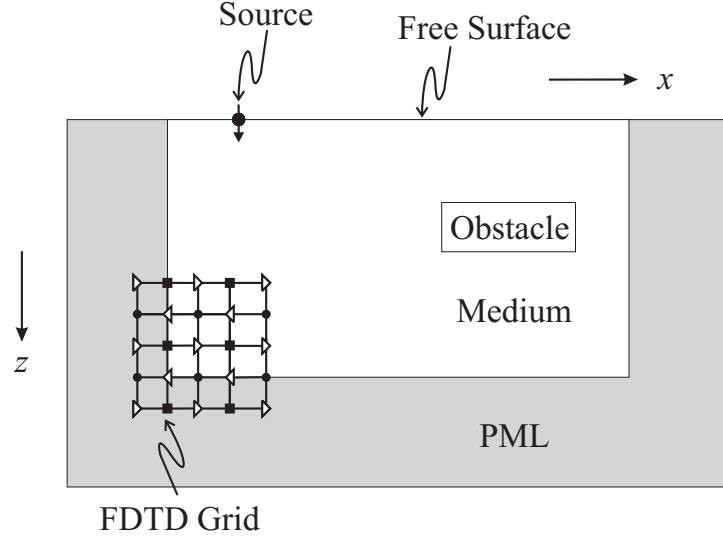 Source
Free Surface
x
Obstacle
Medium
z
PML
FDTD Grid